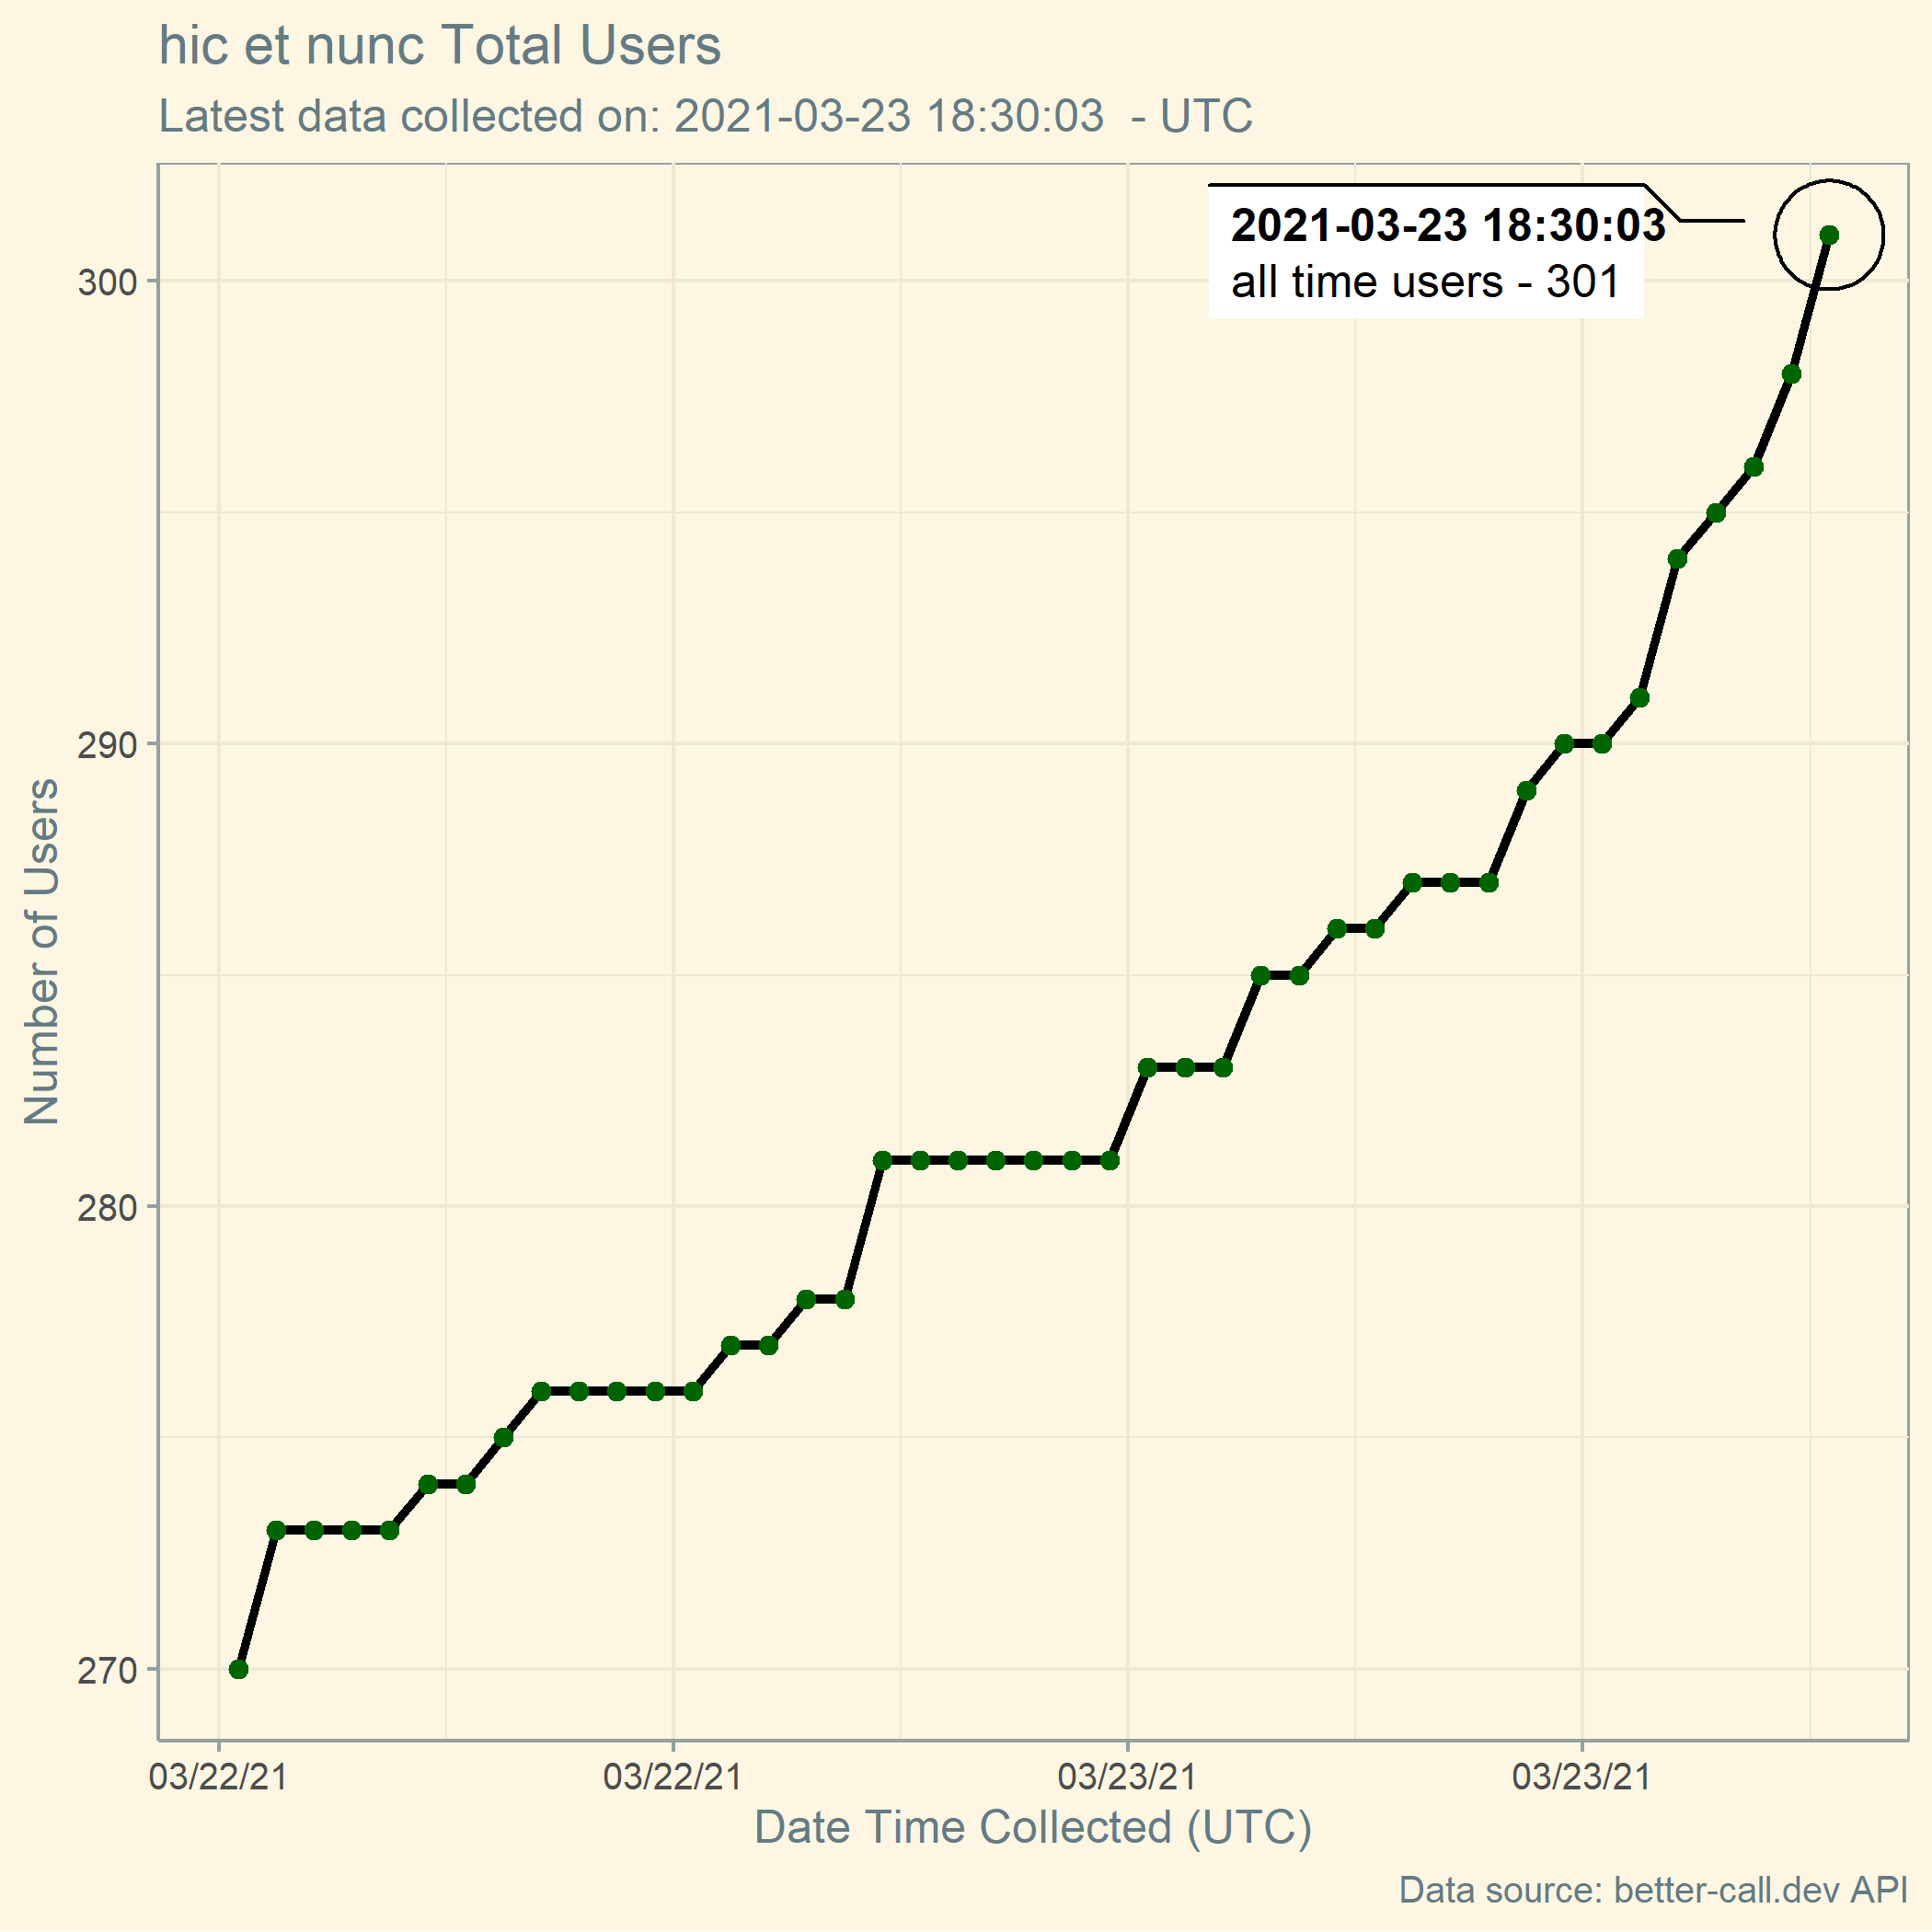 hic et nunc Total Users
Latest data collected on: 2021-03-23 18:30:03  - UTC
2021-03-23 18:30:03
all time users - 301
300
290
280
270
Number of Users
03/22/21 03/22/21 03/23/21 03/23/21
Date Time Collected (UTC)
Data source: better-call.dev API